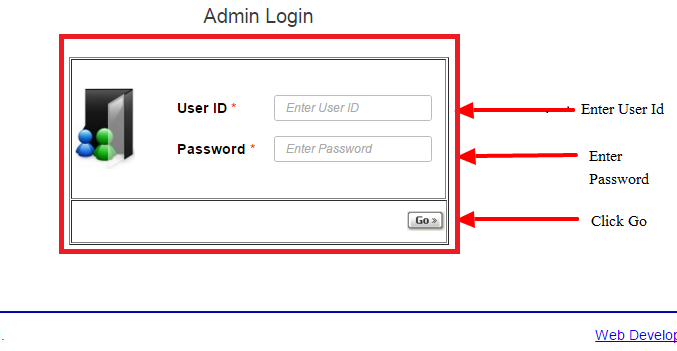 Admin Login
User ID *
Enter User ID
Enter User Id
Password *
Enter Password
Enter
Password
Go »
Click Go
.
Web Develop